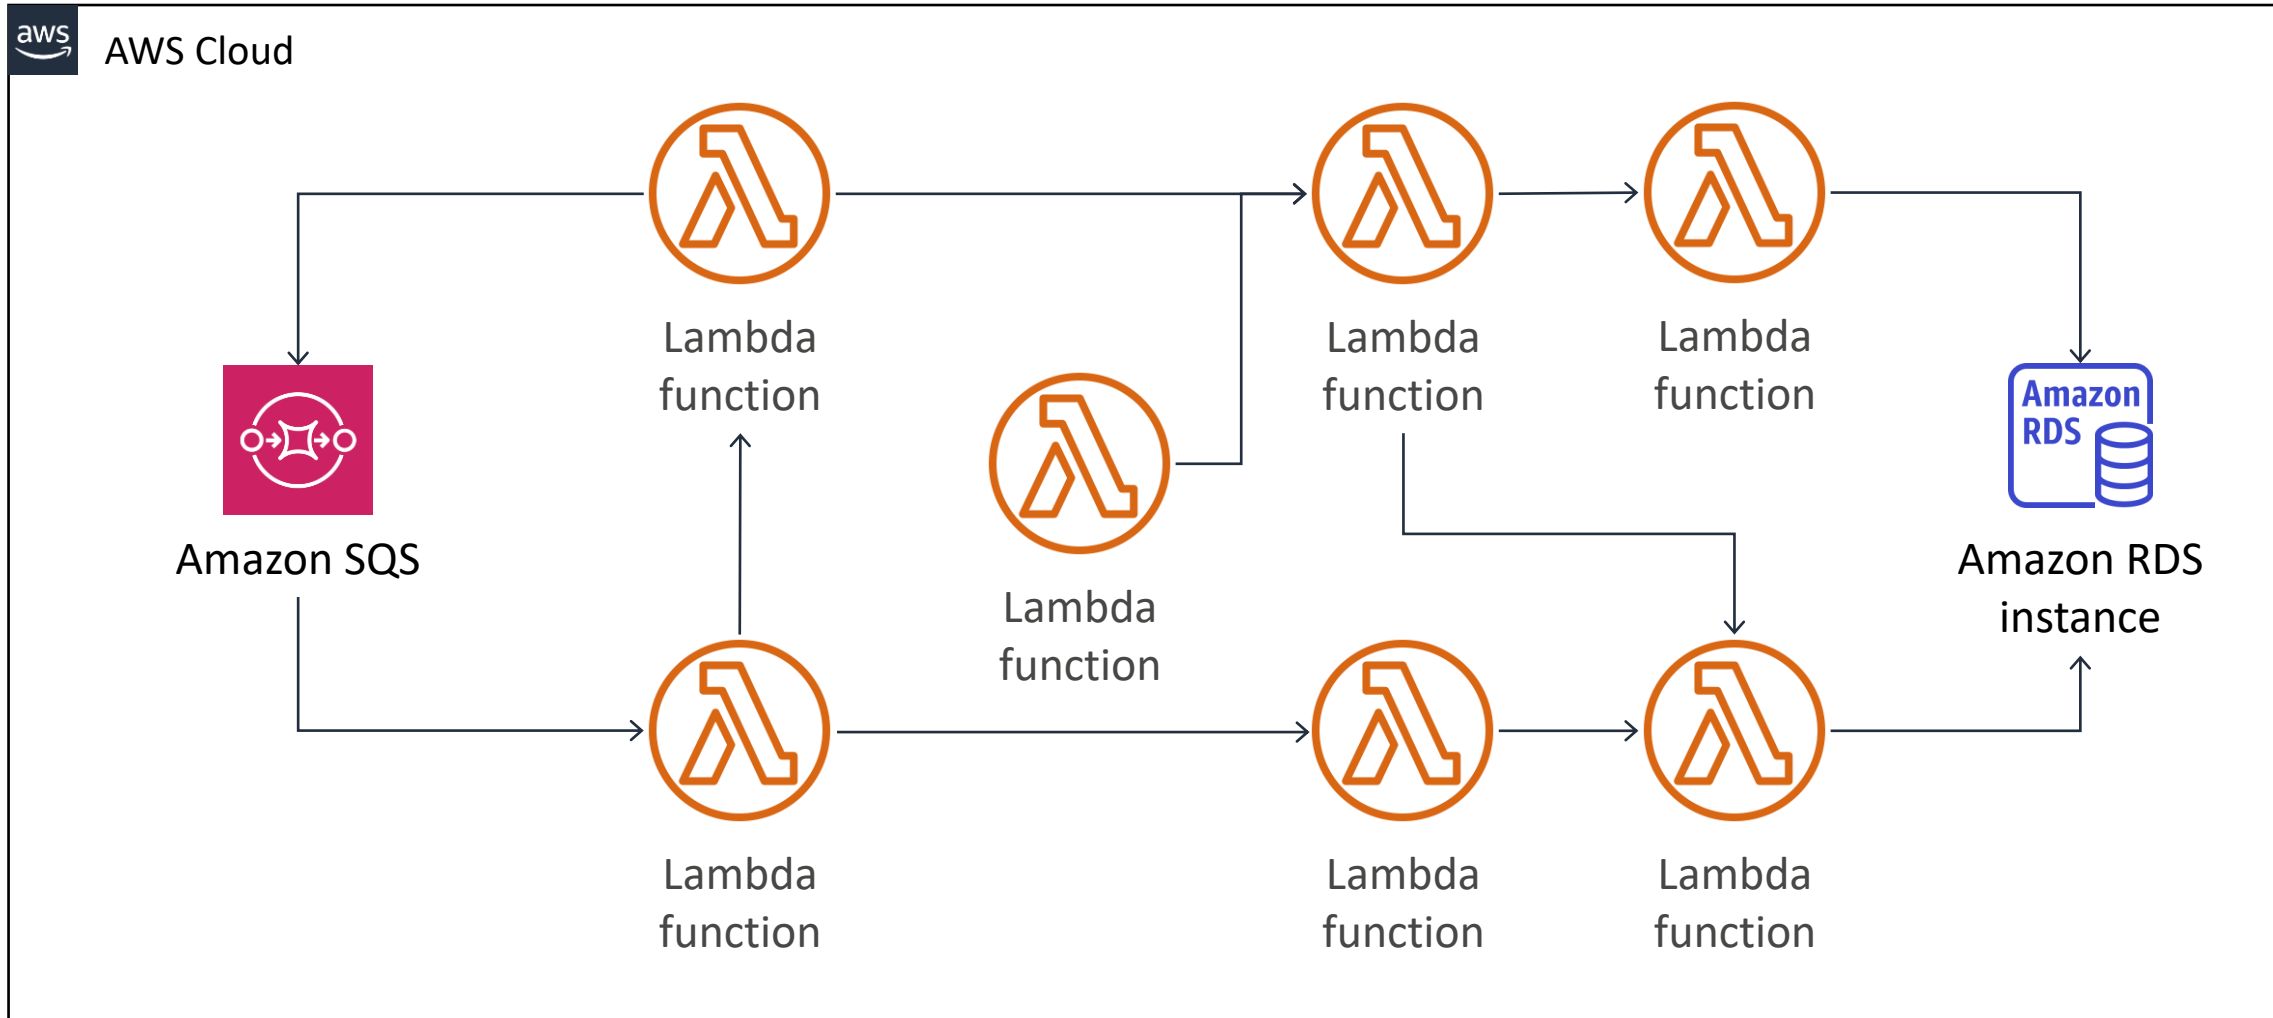 aws
AWS Cloud
Lambda
function
Lambda
function
Lambda
function
Amazon
RDS
Amazon SQS
Lambda
function
Amazon RDS
instance
Lambda
function
Lambda
function
Lambda
function